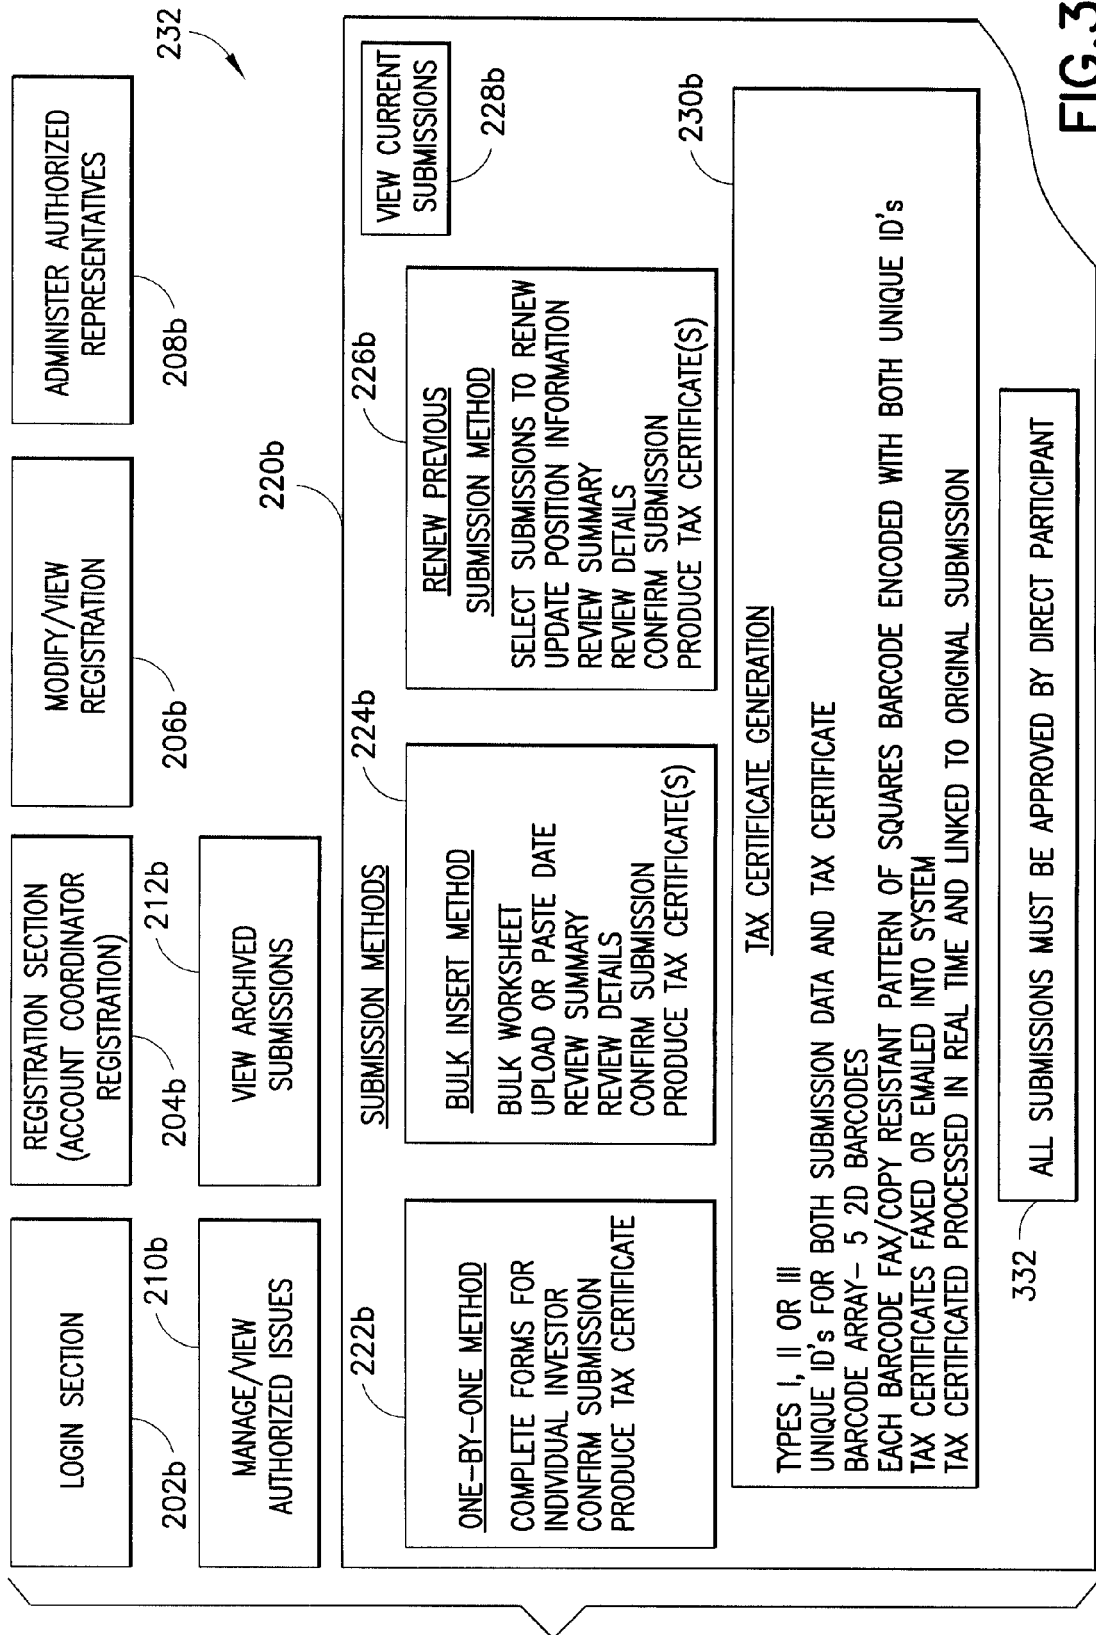 LOGIN SECTION
202b
REGISTRATION SECTION
(ACCOUNT COORDINATOR
REGISTRATION)
204b
MODIFY/VIEW
REGISTRATION
206b
ADMINISTER AUTHORIZED
REPRESENTATIVES
208b
232
MANAGE/VIEW
AUTHORIZED ISSUES
210b
VIEW ARCHIVED
SUBMISSIONS
212b
220b
SUBMISSION METHODS
222b
ONE-BY-ONE METHOD
COMPLETE FORMS FOR
INDIVIDUAL INVESTOR
CONFIRM SUBMISSION
PRODUCE TAX CERTIFICATE
224b
BULK INSERT METHOD
BULK WORKSHEET
UPLOAD OR PASTE DATE
REVIEW SUMMARY
REVIEW DETAILS
CONFIRM SUBMISSION
PRODUCE TAX CERTIFICATE(S)
226b
RENEW PREVIOUS
SUBMISSION METHOD
SELECT SUBMISSIONS TO RENEW
UPDATE POSITION INFORMATION
REVIEW SUMMARY
REVIEW DETAILS
CONFIRM SUBMISSION
PRODUCE TAX CERTIFICATE(S)
VIEW CURRENT
SUBMISSIONS
228b
230b
TAX CERTIFICATE GENERATION
TYPES I, II OR III
UNIQUE ID's FOR BOTH SUBMISSION DATA AND TAX CERTIFICATE
BARCODE ARRAY- 5 2D BARCODES
EACH BARCODE FAX/COPY RESISTANT PATTERN OF SQUARES BARCODE ENCODED WITH BOTH UNIQUE ID's
TAX CERTIFICATES FAXED OR EMAILED INTO SYSTEM
TAX CERTIFICATED PROCESSED IN REAL TIME AND LINKED TO ORIGINAL SUBMISSION
332
ALL SUBMISSIONS MUST BE APPROVED BY DIRECT PARTICIPANT
FIG.3